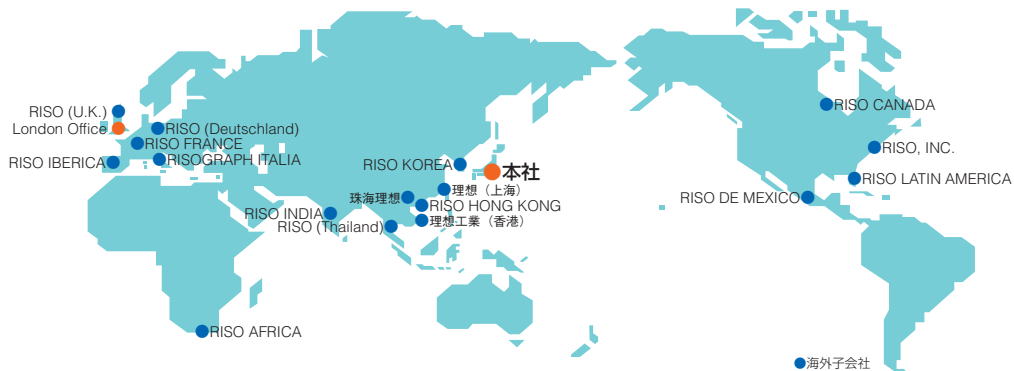 RISO (U.K.)
London Office
RISO (Deutschland)
RISO FRANCE
RISO IBERICA
RISOGRAPH ITALIA
RISO KOREA
本社
理想（上海）
珠海理想
RISO HONG KONG
RISO INDIA
理想工業（香港）
RISO (Thailand)
RISO AFRICA
RISO CANADA
RISO, INC.
RISO LATIN AMERICA
RISO DE MEXICO
海外子会社